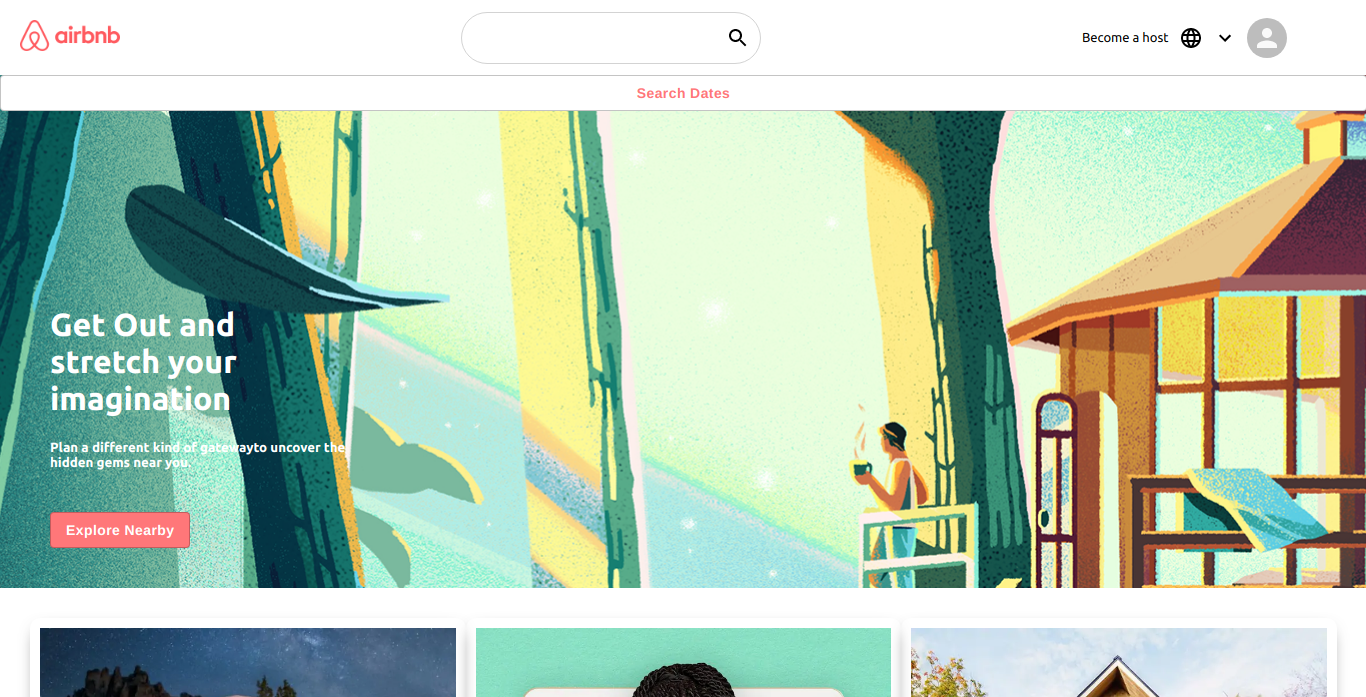 airbnb
Become a host
Search Dates
Get Out and
stretch your
imagination
Plan a different kind of gatewayto uncover the
hidden gems near you.
Explore Nearby